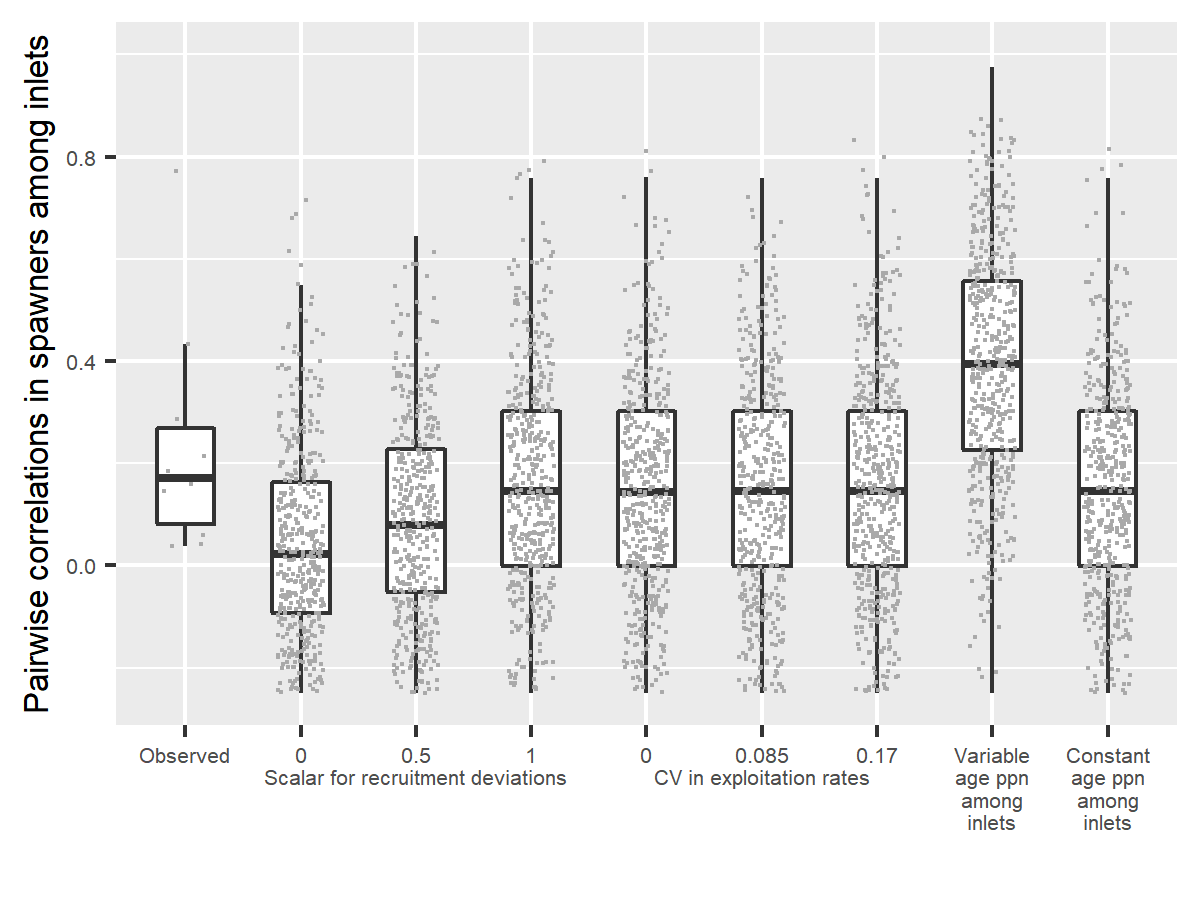 Pairwise correlations in spawners among inlets
0.8
0.4
0.0
Observed
0
0.5
1
0
0.085
0.17
Variable
age ppn
among
inlets
Constant
age ppn
among
inlets
Scalar for recruitment deviations
CV in exploitation rates